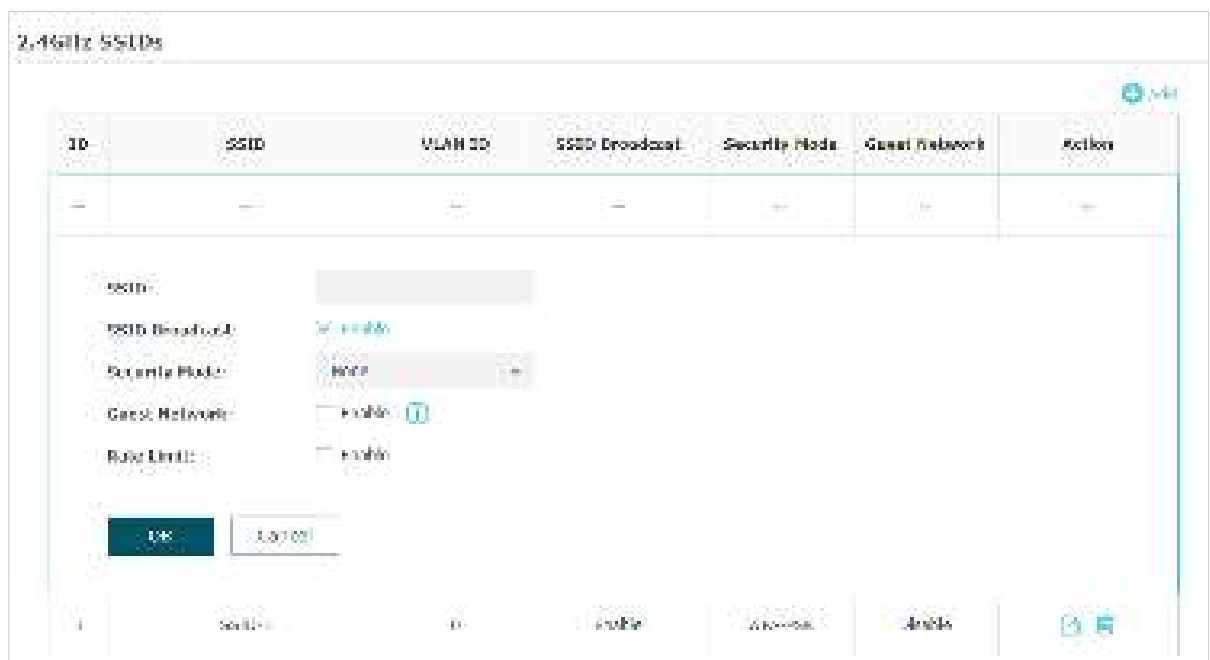 2.4GHz SSIDs
Add
ID SSID VLAN ID SSID Broadcast Security Mode Guest Network Action
--- --- --- --- --- --- ---
SSID:
SSID Broadcast: Enable
Security Mode: None
Guest Network: Enable
Rate Limit: Enable
OK Cancel
Enable Disable